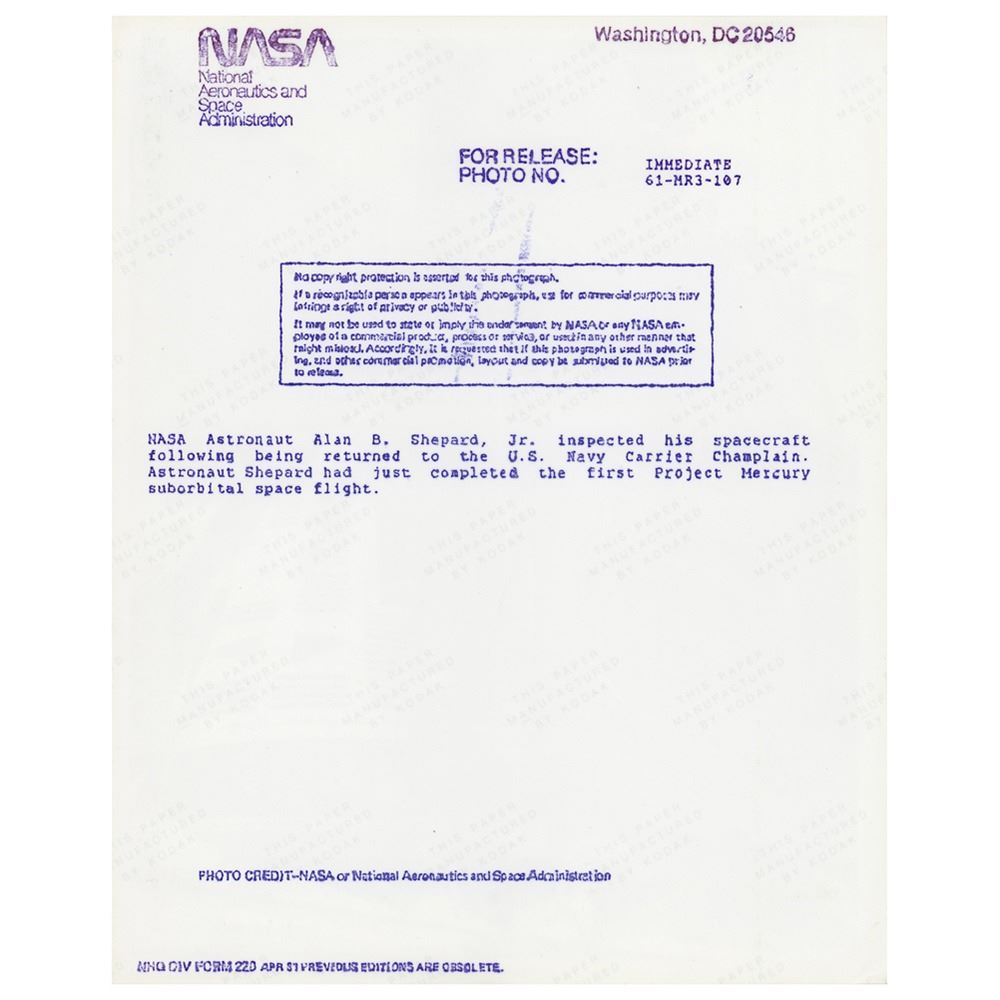 NASA
National
Aeronautics and
Space
Administration
Washington, DC 20546
FOR RELEASE: IMMEDIATE
PHOTO NO. 61-MR3-107
No copyright protection is asserted for this photograph.
If a recognizable person appears in this photograph, use for commercial purposes may
infringe a right of privacy or publicity.
It may not be used to state or imply the endorsement by NASA or any NASA em-
ployee of a commercial product, process or service, or used in any other manner that
might mislead. Accordingly, it is requested that if this photograph is used in advertis-
ing, and other commercial promotion, layout and copy be submitted to NASA prior
to release.
NASA Astronaut Alan B. Shepard, Jr. inspected his spacecraft
following being returned to the U.S. Navy Carrier Champlain.
Astronaut Shepard had just completed the first Project Mercury
suborbital space flight.
THIS PAPER
MANUFACTURED
BY KODAK
PHOTO CREDIT--NASA or National Aeronautics and Space Administration
NHQ DIV FORM 220 APR 81 PREVIOUS EDITIONS ARE OBSOLETE.